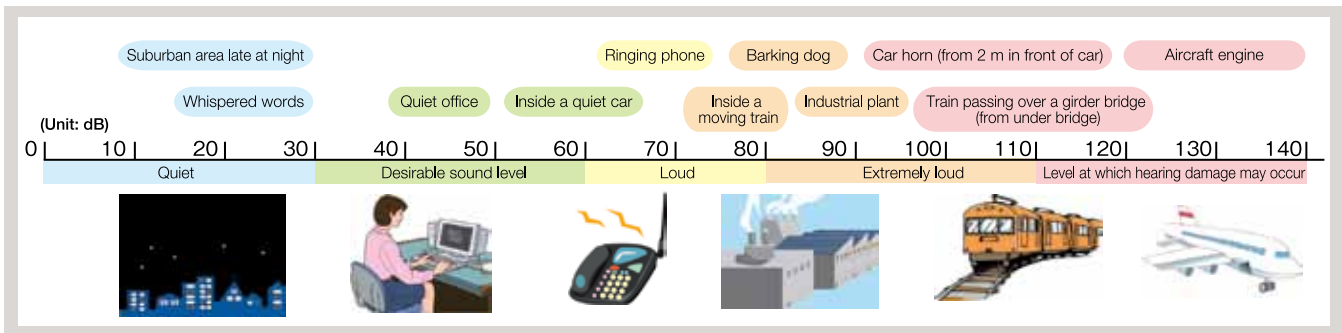 Suburban area late at night
Ringing phone
Barking dog
Car horn (from 2 m in front of car)
Aircraft engine
Whispered words
Quiet office
Inside a quiet car
Inside a
moving train
Industrial plant
Train passing over a girder bridge
(from under bridge)
(Unit: dB)
0 10 20 30 40 50 60 70 80 90 100 110 120 130 140
Quiet
Desirable sound level
Loud
Extremely loud
Level at which hearing damage may occur